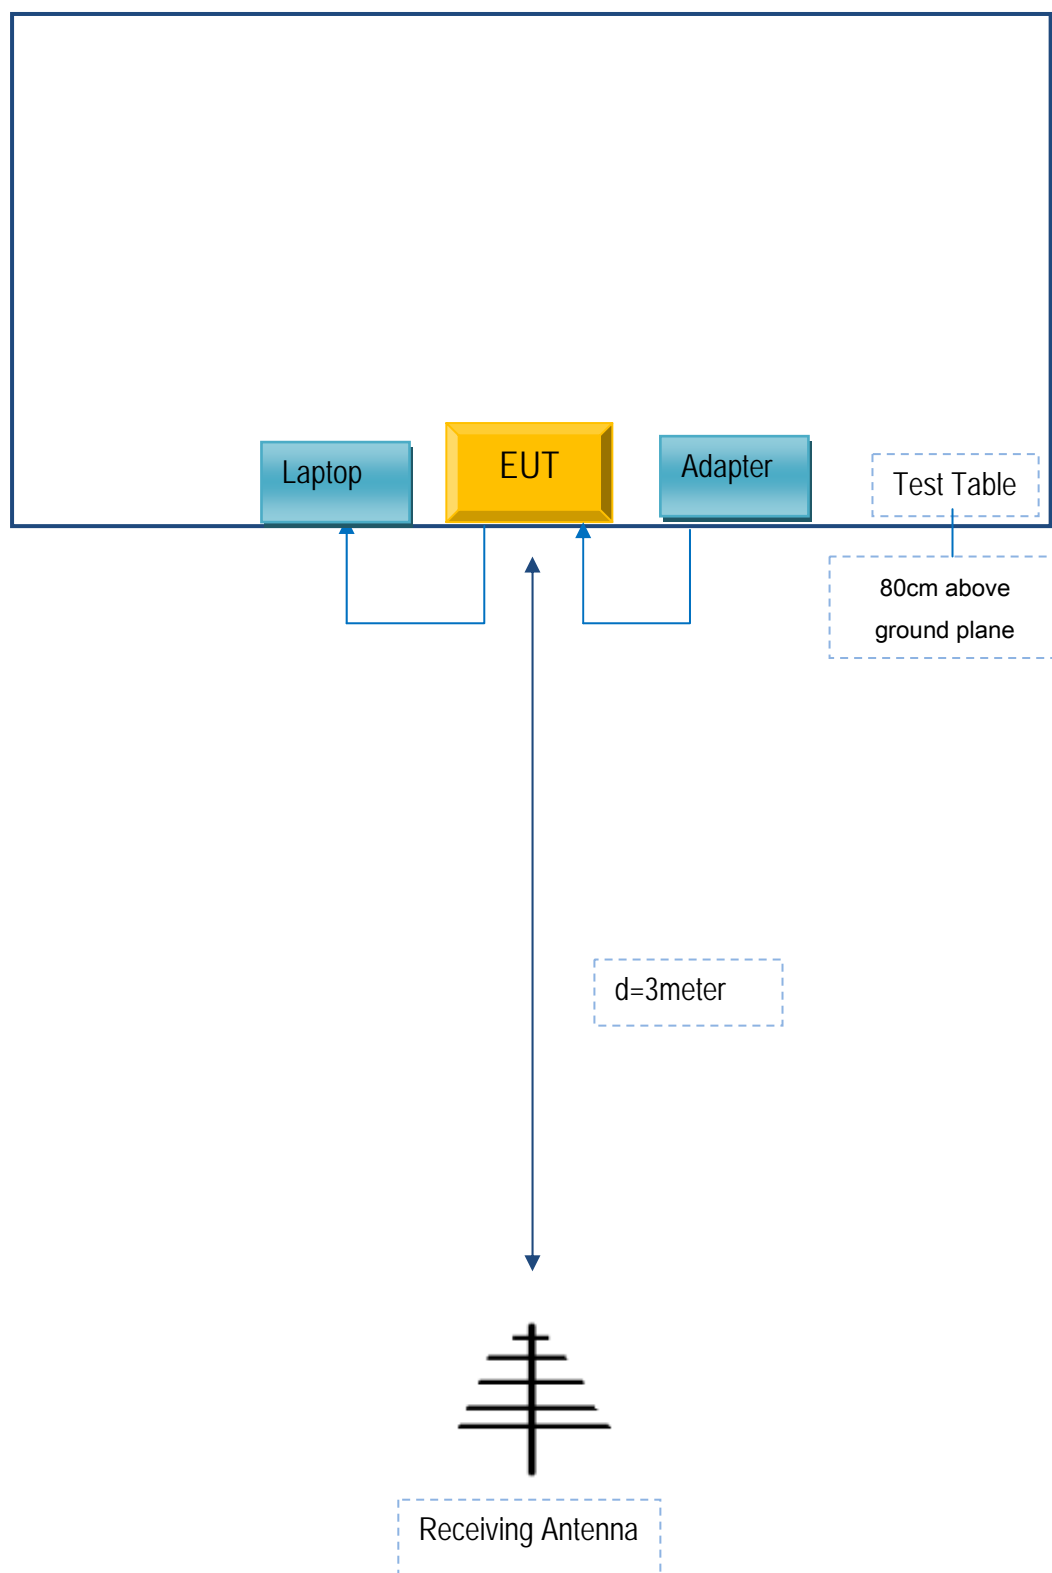 Laptop
EUT
Adapter
Test Table
80cm above
ground plane
d=3meter
Receiving Antenna